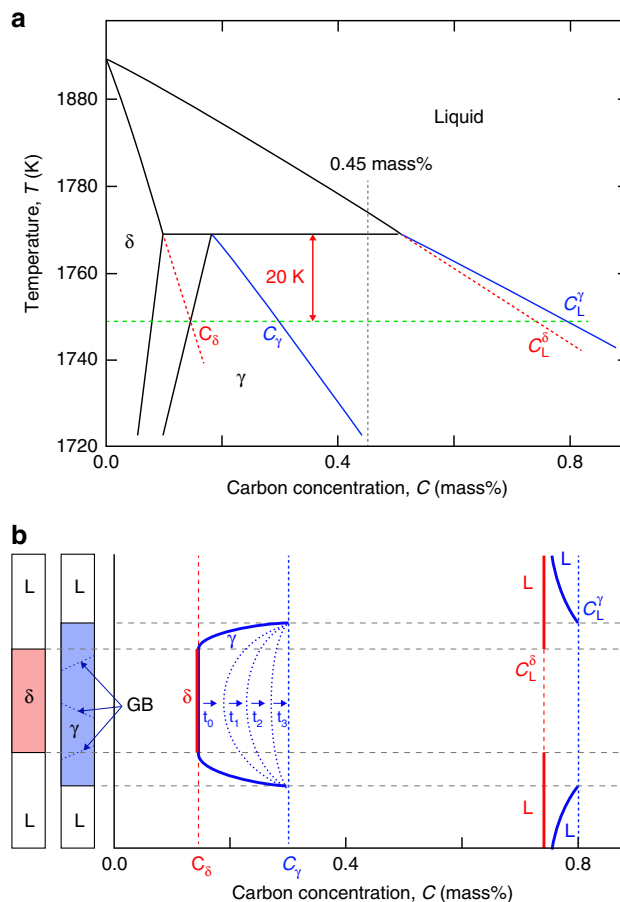 a
1880
1780
1760
1740
1720
Temperature, T (K)
Liquid
0.45 mass%
δ
20 K
C_δ
C_γ
γ
C_L^γ
C_L^δ
0.0
0.4
0.8
Carbon concentration, C (mass%)
b
L
L
L
L
δ
γ
GB
L
L
γ
δ
t₀
t₁
t₂
t₃
L
L
C_L^γ
C_L^δ
L
L
0.0
0.4
0.8
C_δ
C_γ
Carbon concentration, C (mass%)